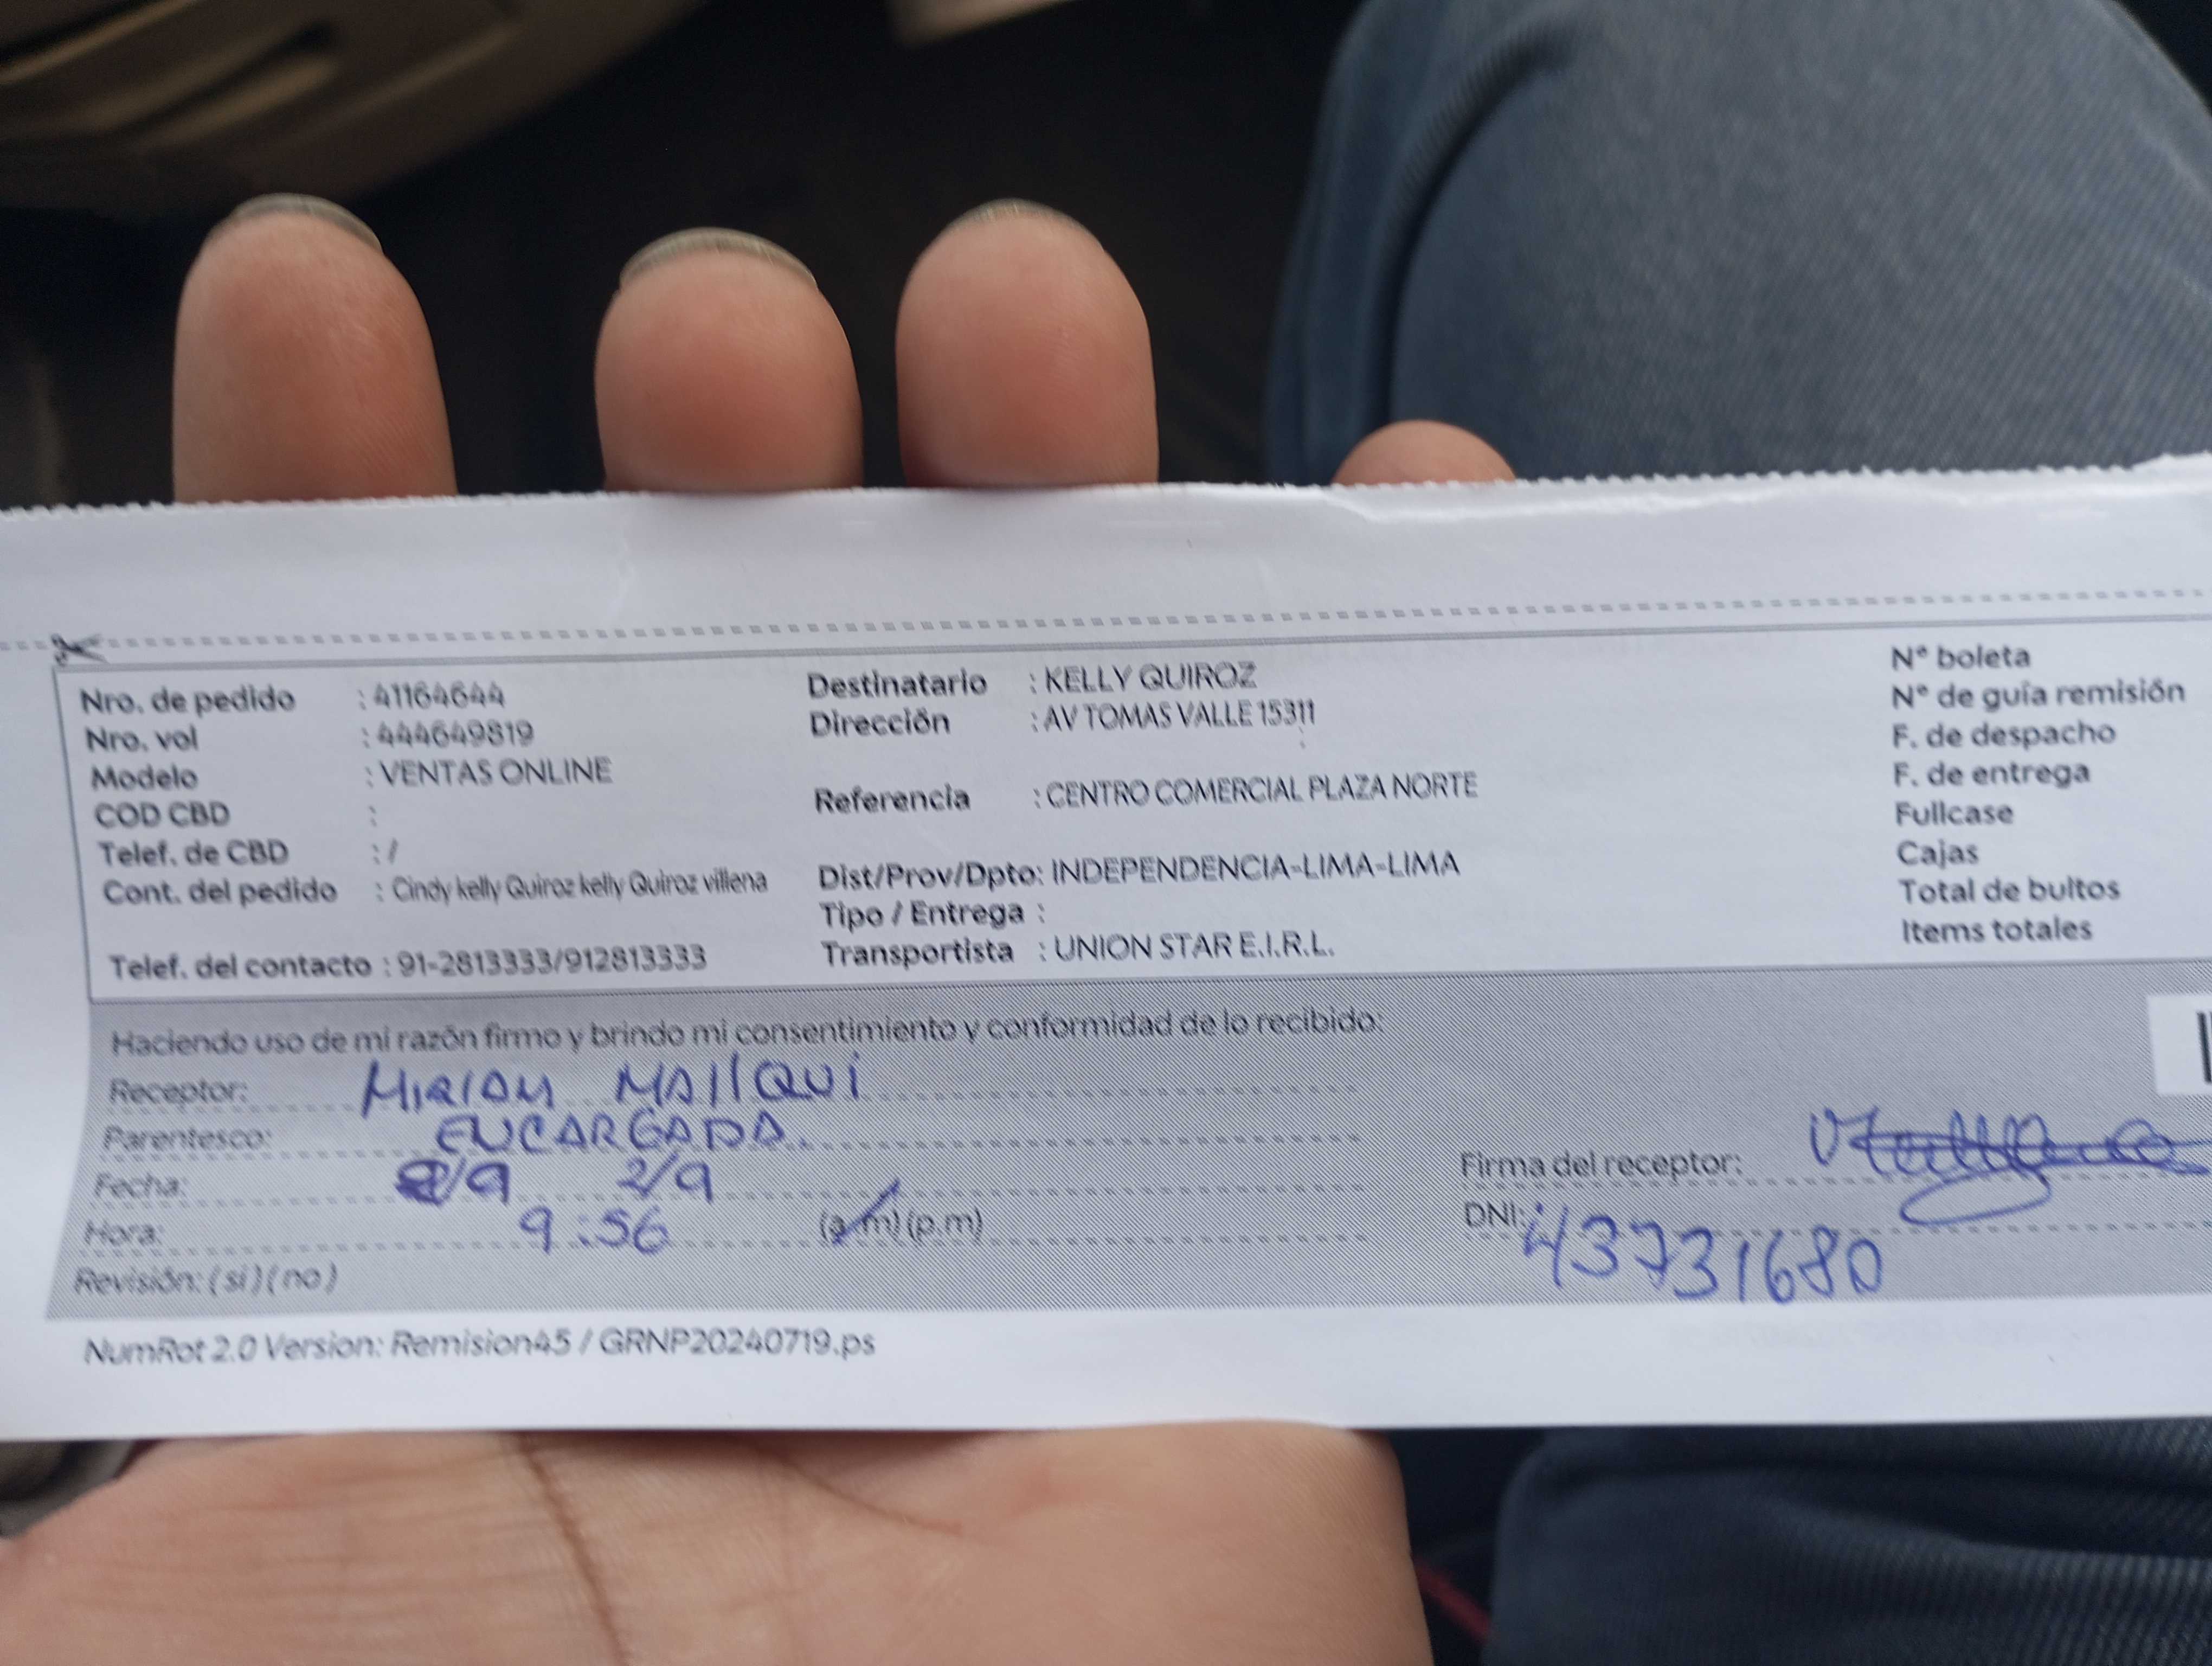 Nro. de pedido : 41164644
Nro. vol : 444649819
Modelo : VENTAS ONLINE
COD CBD :
Telef. de CBD : /
Cont. del pedido : Cindy kelly Quiroz kelly Quiroz villena
Telef. del contacto : 91-2813333/912813333
Destinatario : KELLY QUIROZ
Dirección : AV TOMAS VALLE 15311
Referencia : CENTRO COMERCIAL PLAZA NORTE
Dist/Prov/Dpto: INDEPENDENCIA-LIMA-LIMA
Tipo / Entrega :
Transportista : UNION STAR E.I.R.L.
N° boleta
N° de guía remisión
F. de despacho
F. de entrega
Fullcase
Cajas
Total de bultos
Items totales
Haciendo uso de mi razón firmo y brindo mi consentimiento y conformidad de lo recibido:
Receptor: MIRIAM MALLQUI
Parentesco: ENCARGADA.
Fecha: 2/9 2/9
Hora: 9:56 (a.m) (p.m)
Revisión: ( si ) ( no )
Firma del receptor:
DNI: 43731680
NumRot 2.0 Version: Remision45 / GRNP20240719.ps